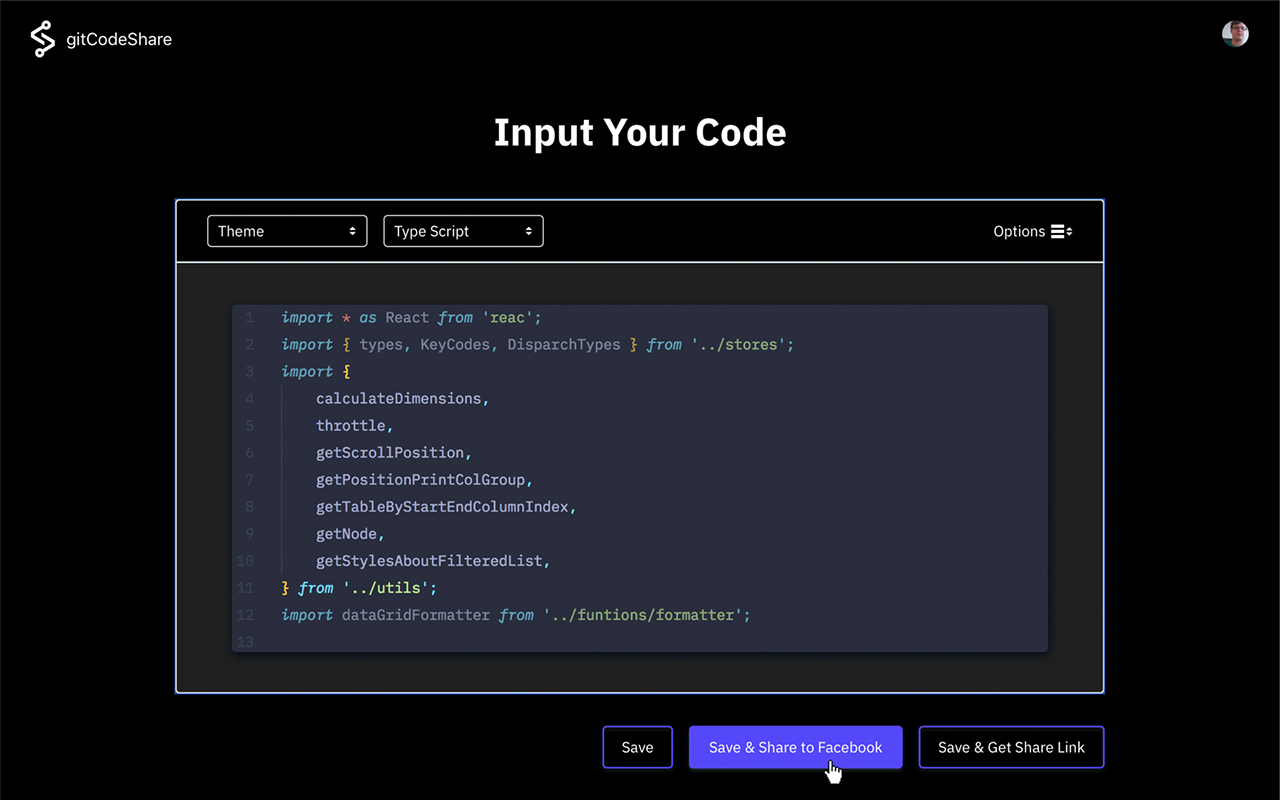 gitCodeShare
Input Your Code
Theme
Type Script
Options
1 import * as React from 'reac';
2 import { types, KeyCodes, DisparchTypes } from '../stores';
3 import {
4 calculateDimensions,
5 throttle,
6 getScrollPosition,
7 getPositionPrintColGroup,
8 getTableByStartEndColumnIndex,
9 getNode,
10 getStylesAboutFilteredList,
11 } from '../utils';
12 import dataGridFormatter from '../funtions/formatter';
13
Save
Save & Share to Facebook
Save & Get Share Link